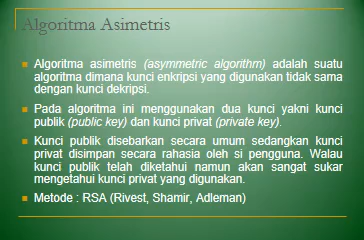 Algoritma Asimetris
Algoritma asimetris (asymmetric algorithm) adalah suatu
algoritma dimana kunci enkripsi yang digunakan tidak sama
dengan kunci dekripsi.
Pada algoritma ini menggunakan dua kunci yakni kunci
publik (public key) dan kunci privat (private key).
Kunci publik disebarkan secara umum sedangkan kunci
privat disimpan secara rahasia oleh si pengguna. Walau
kunci publik telah diketahui namun akan sangat sukar
mengetahui kunci privat yang digunakan.
Metode : RSA (Rivest, Shamir, Adleman)